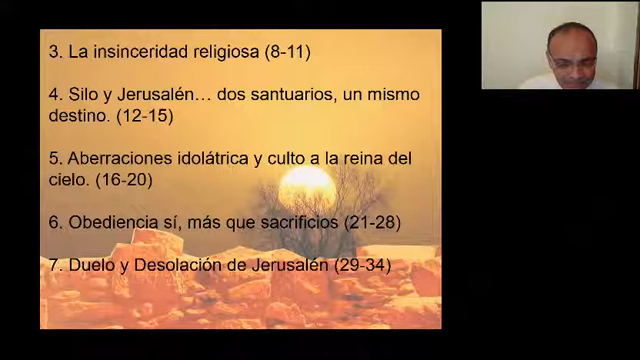 3. La insinceridad religiosa (8-11)
4. Silo y Jerusalén... dos santuarios, un mismo
destino. (12-15)
5. Aberraciones idolátrica y culto a la reina del
cielo. (16-20)
6. Obediencia sí, más que sacrificios (21-28)
7. Duelo y Desolación de Jerusalén (29-34)